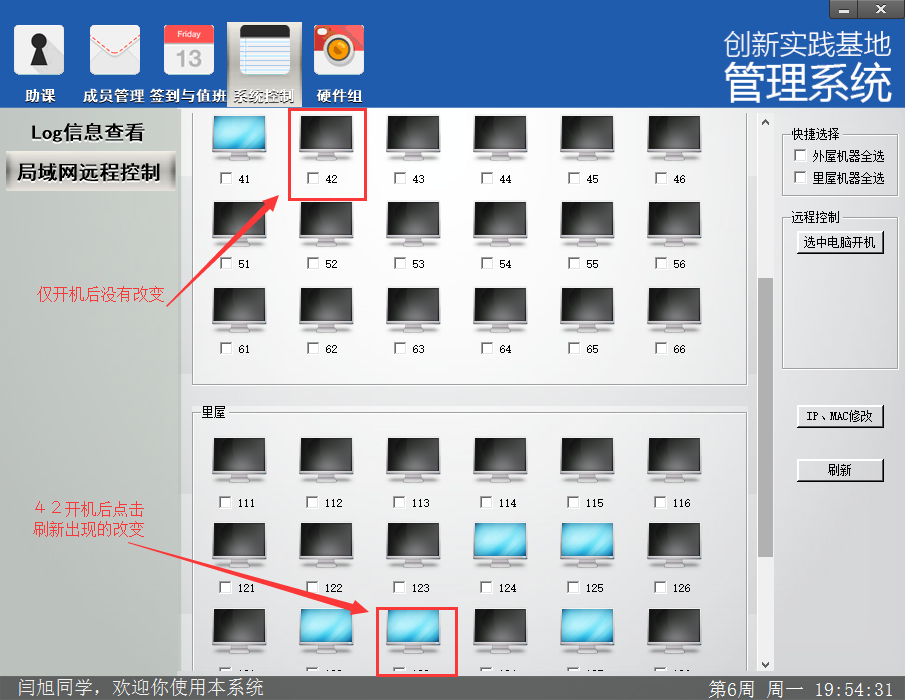 创新实践基地
管理系统
Friday
13
助课
成员管理
签到与值班
系统控制
硬件组
Log信息查看
局域网远程控制
41 42 43 44 45 46
51 52 53 54 55 56
61 62 63 64 65 66
仅开机后没有改变
里屋
111 112 113 114 115 116
121 122 123 124 125 126
４２开机后点击
刷新出现的改变
快捷选择
外屋机器全选
里屋机器全选
远程控制
选中电脑开机
IP、MAC修改
刷新
闫旭同学，欢迎你使用本系统
第6周 周一 19:54:31